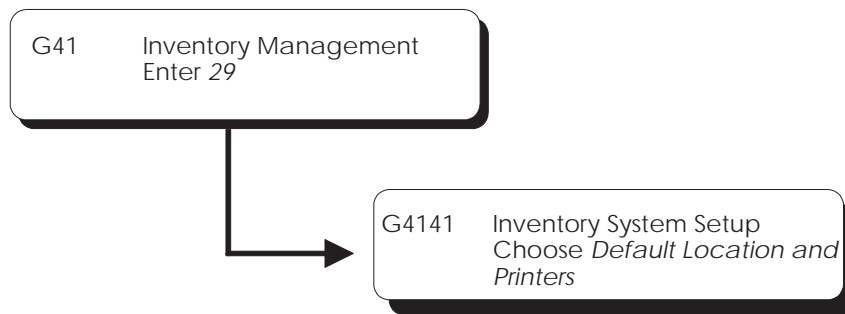 G41 Inventory Management
Enter 29
G4141 Inventory System Setup
Choose Default Location and
Printers